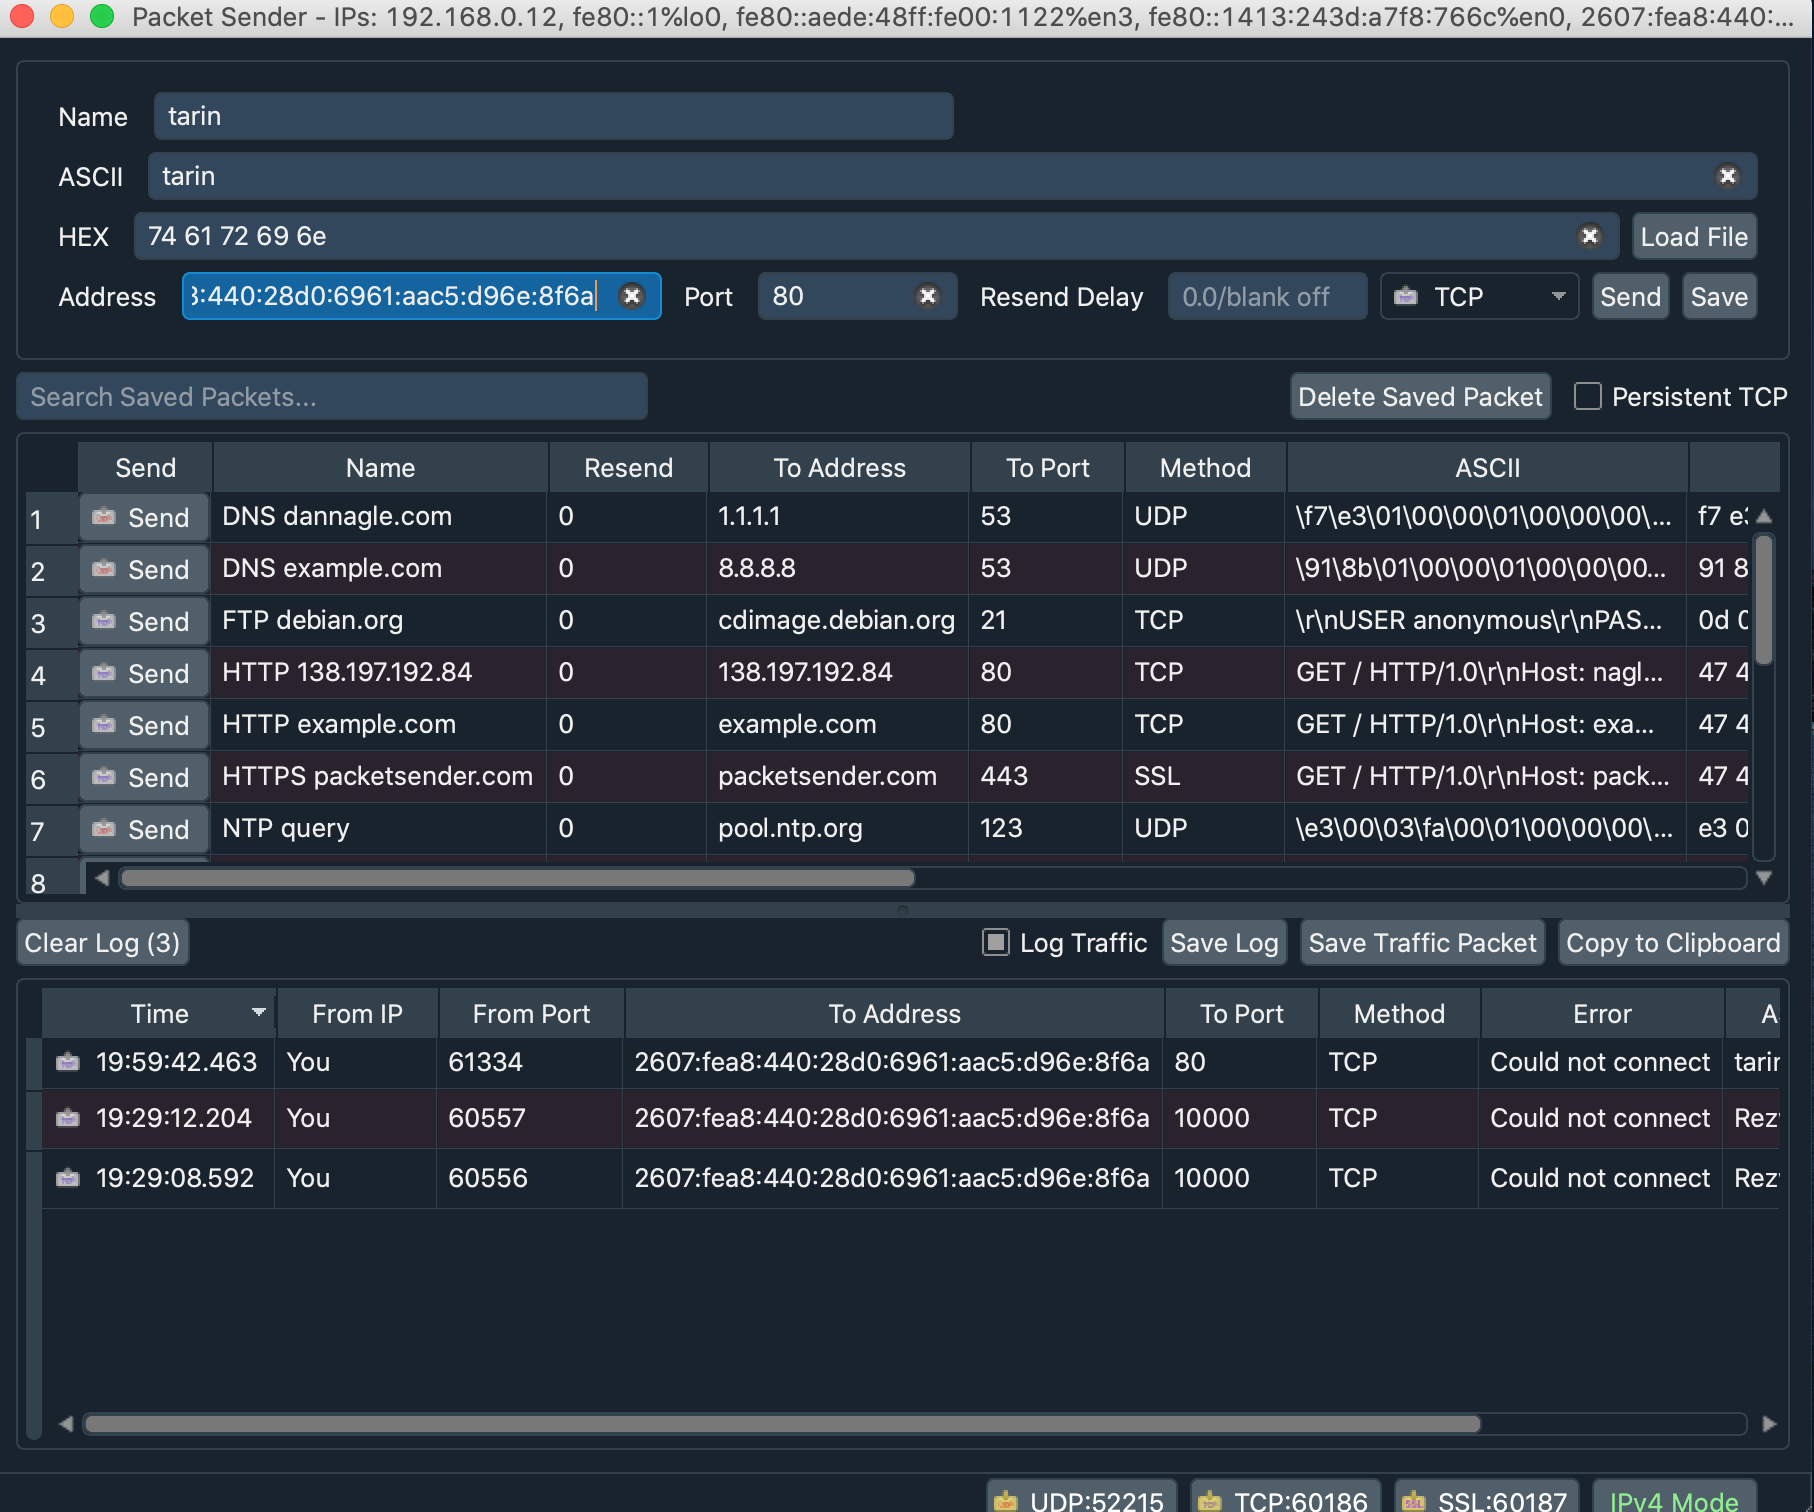 Packet Sender - IPs: 192.168.0.12, fe80::1%lo0, fe80::aede:48ff:fe00:1122%en3, fe80::1413:243d:a7f8:766c%en0, 2607:fea8:440:...
Name tarin
ASCII tarin
HEX 74 61 72 69 6e Load File
Address :440:28d0:6961:aac5:d96e:8f6a Port 80 Resend Delay 0.0/blank off TCP Send Save
Search Saved Packets... Delete Saved Packet Persistent TCP
Send Name Resend To Address To Port Method ASCII
1 Send DNS dannagle.com 0 1.1.1.1 53 UDP \f7\e3\01\00\00\01\00\00\00\... f7 e
2 Send DNS example.com 0 8.8.8.8 53 UDP \91\8b\01\00\00\01\00\00\00... 91 8
3 Send FTP debian.org 0 cdimage.debian.org 21 TCP \r\nUSER anonymous\r\nPAS... 0d
4 Send HTTP 138.197.192.84 0 138.197.192.84 80 TCP GET / HTTP/1.0\r\nHost: nagl... 47 4
5 Send HTTP example.com 0 example.com 80 TCP GET / HTTP/1.0\r\nHost: exa... 47 4
6 Send HTTPS packetsender.com 0 packetsender.com 443 SSL GET / HTTP/1.0\r\nHost: pack... 47 4
7 Send NTP query 0 pool.ntp.org 123 UDP \e3\00\03\fa\00\01\00\00\00\... e3 0
8
Clear Log (3) Log Traffic Save Log Save Traffic Packet Copy to Clipboard
Time From IP From Port To Address To Port Method Error A
19:59:42.463 You 61334 2607:fea8:440:28d0:6961:aac5:d96e:8f6a 80 TCP Could not connect tarin
19:29:12.204 You 60557 2607:fea8:440:28d0:6961:aac5:d96e:8f6a 10000 TCP Could not connect Rez
19:29:08.592 You 60556 2607:fea8:440:28d0:6961:aac5:d96e:8f6a 10000 TCP Could not connect Rez
UDP:52215 TCP:60186 SSL:60187 IPv4 Mode